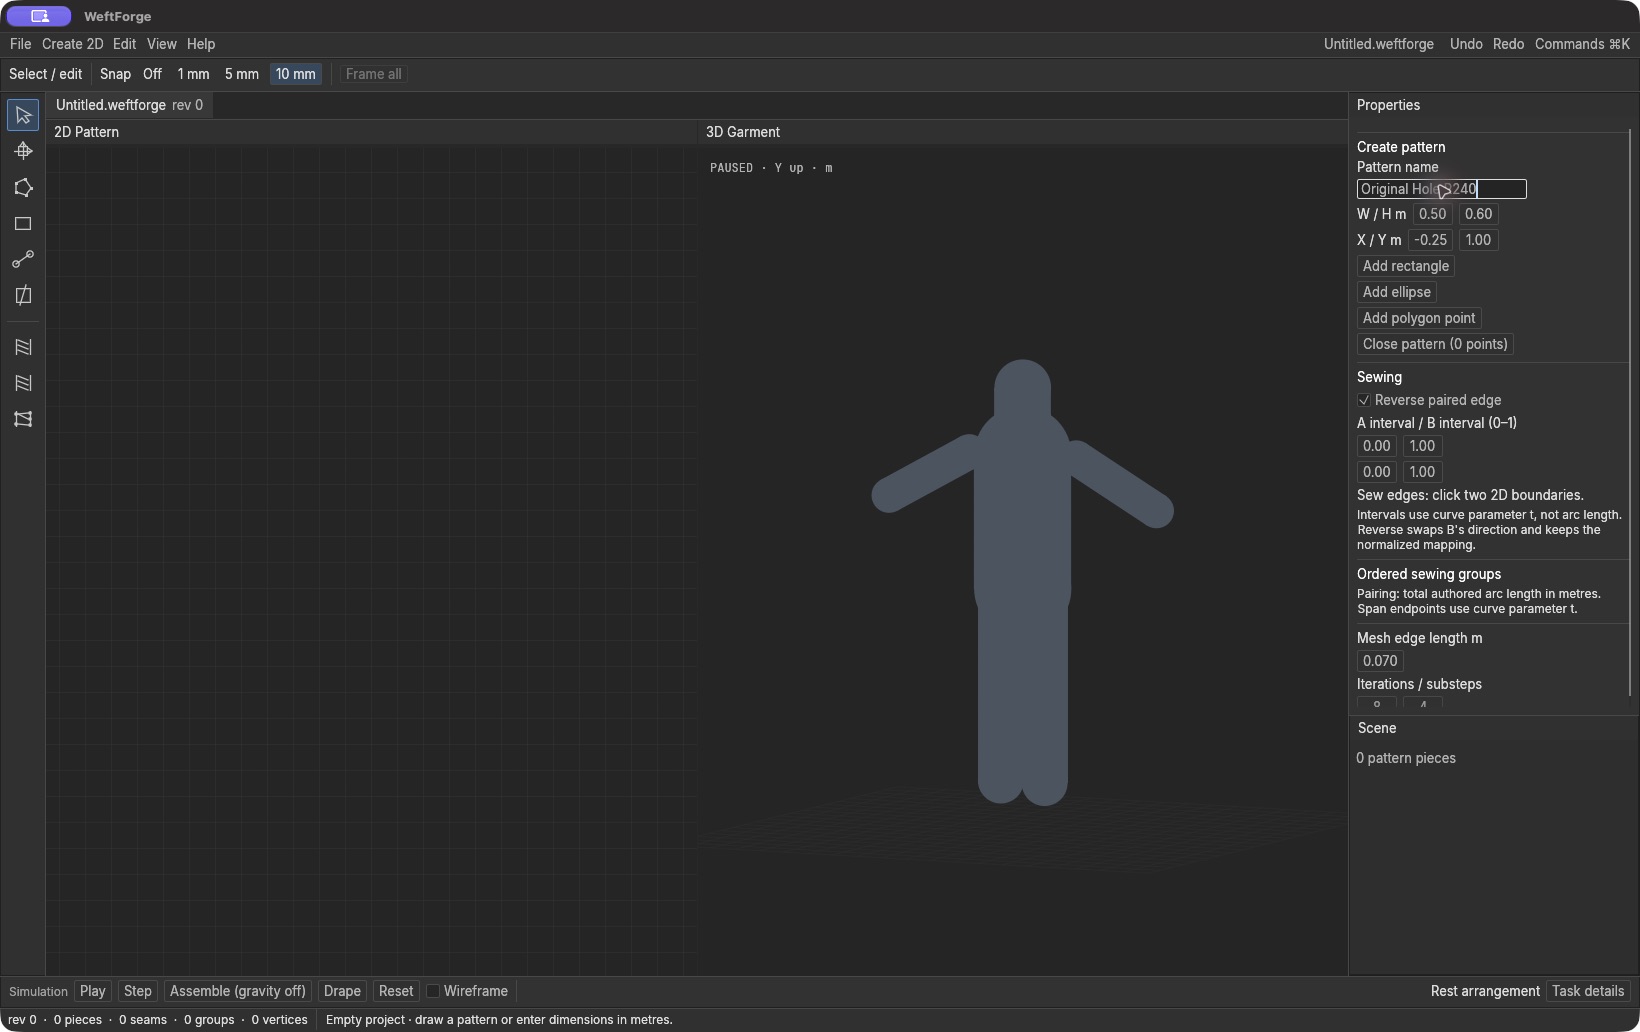 WeftForge
File Create 2D Edit View Help
Untitled.weftforge Undo Redo Commands ⌘K
Select / edit Snap Off 1 mm 5 mm 10 mm Frame all
Untitled.weftforge rev 0
2D Pattern
3D Garment
PAUSED · Y up · m
Properties
Create pattern
Pattern name
Original Hole 240
W / H m 0.50 0.60
X / Y m -0.25 1.00
Add rectangle
Add ellipse
Add polygon point
Close pattern (0 points)
Sewing
Reverse paired edge
A interval / B interval (0–1)
0.00 1.00
0.00 1.00
Sew edges: click two 2D boundaries.
Intervals use curve parameter t, not arc length.
Reverse swaps B's direction and keeps the
normalized mapping.
Ordered sewing groups
Pairing: total authored arc length in metres.
Span endpoints use curve parameter t.
Mesh edge length m
0.070
Iterations / substeps
8 4
Scene
0 pattern pieces
Simulation Play Step Assemble (gravity off) Drape Reset Wireframe
Rest arrangement Task details
rev 0 · 0 pieces · 0 seams · 0 groups · 0 vertices
Empty project · draw a pattern or enter dimensions in metres.